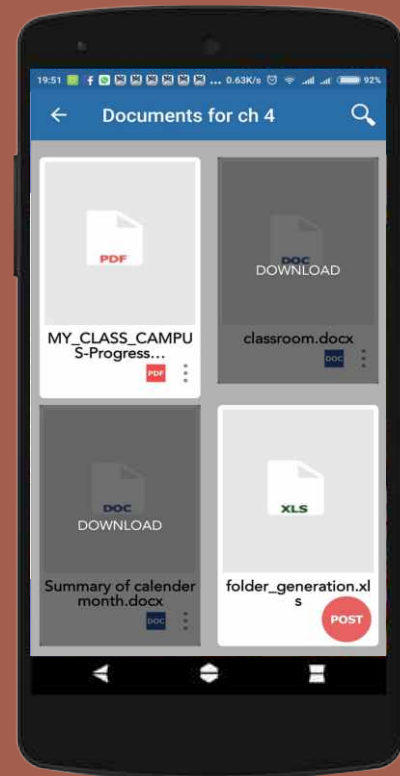 19:51 ... 0.63K/s 92%
Documents for ch 4
PDF
MY_CLASS_CAMPU
S-Progress...
PDF
DOC
DOWNLOAD
classroom.docx
DOC
DOC
DOWNLOAD
Summary of calender
month.docx
DOC
XLS
folder_generation.xl
s
POST